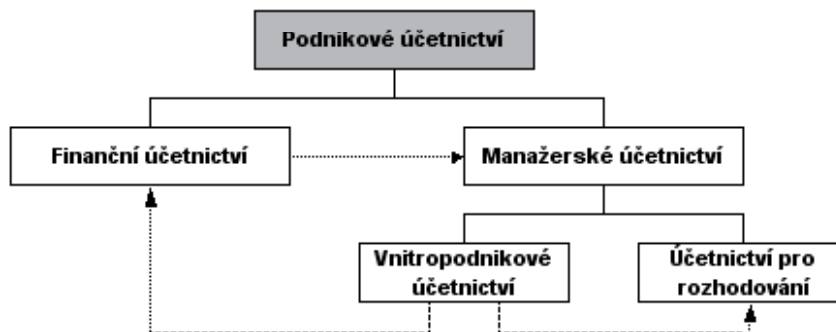 Podnikové účetnictví
Finanční účetnictví
Manažerské účetnictví
Vnitropodnikové
účetnictví
Účetnictví pro
rozhodování